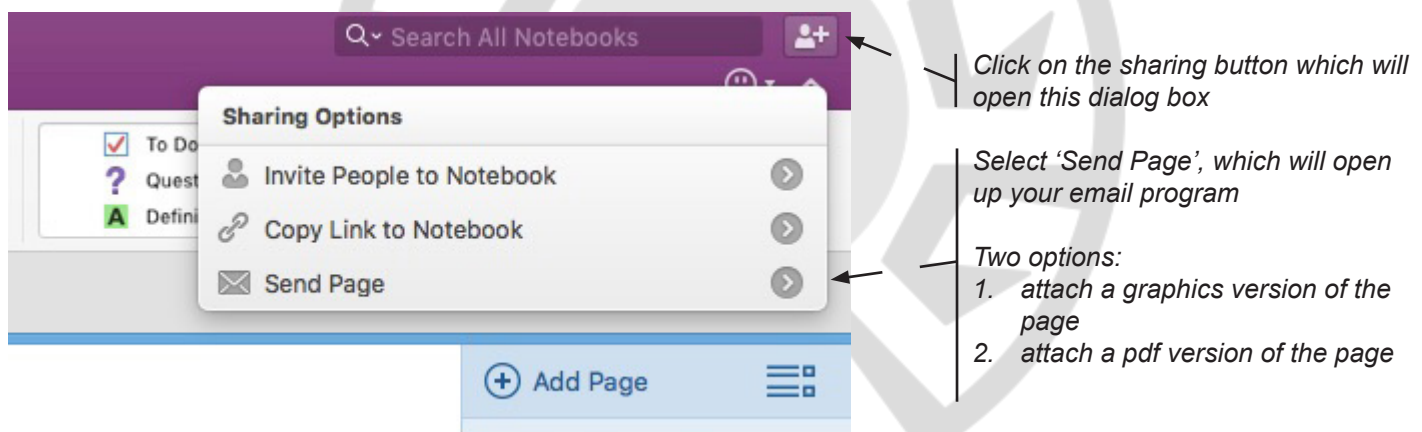 Search All Notebooks
Sharing Options
To Do
Quest
Defini
Invite People to Notebook
Copy Link to Notebook
Send Page
Add Page
Click on the sharing button which will
open this dialog box
Select ‘Send Page’, which will open
up your email program
Two options:
1. attach a graphics version of the
page
2. attach a pdf version of the page